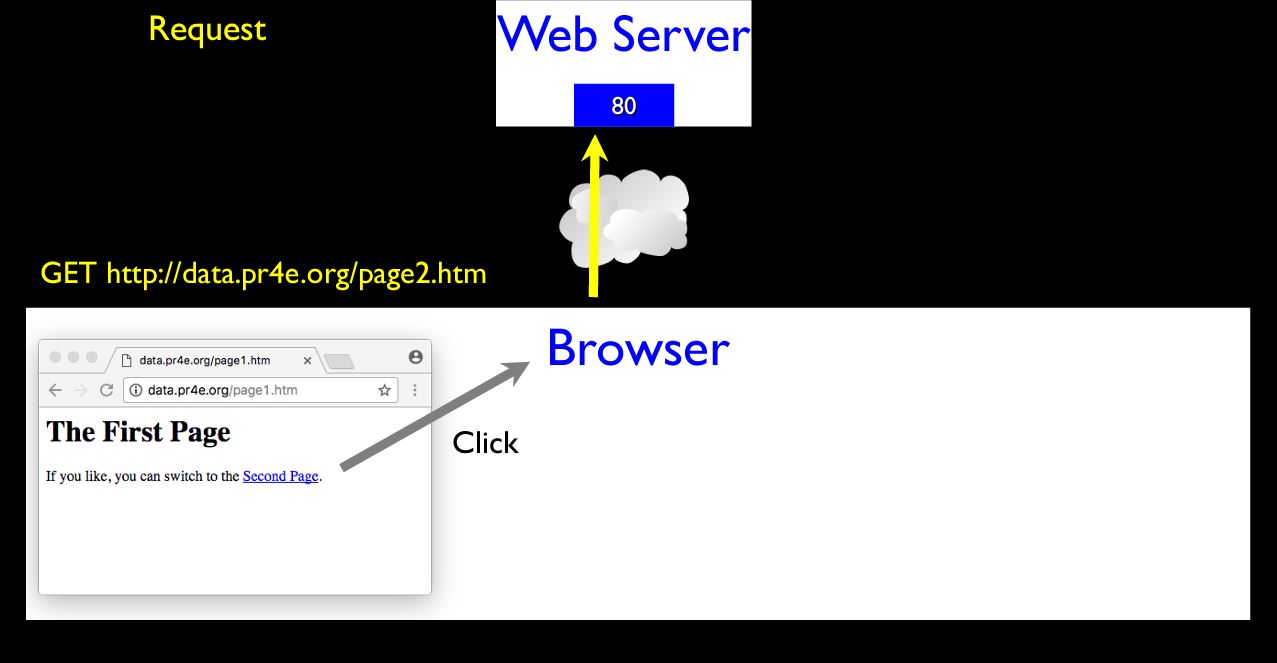 Request
Web Server
80
GET http://data.pr4e.org/page2.htm
Browser
data.pr4e.org/page1.htm
data.pr4e.org/page1.htm
The First Page
Click
If you like, you can switch to the Second Page.